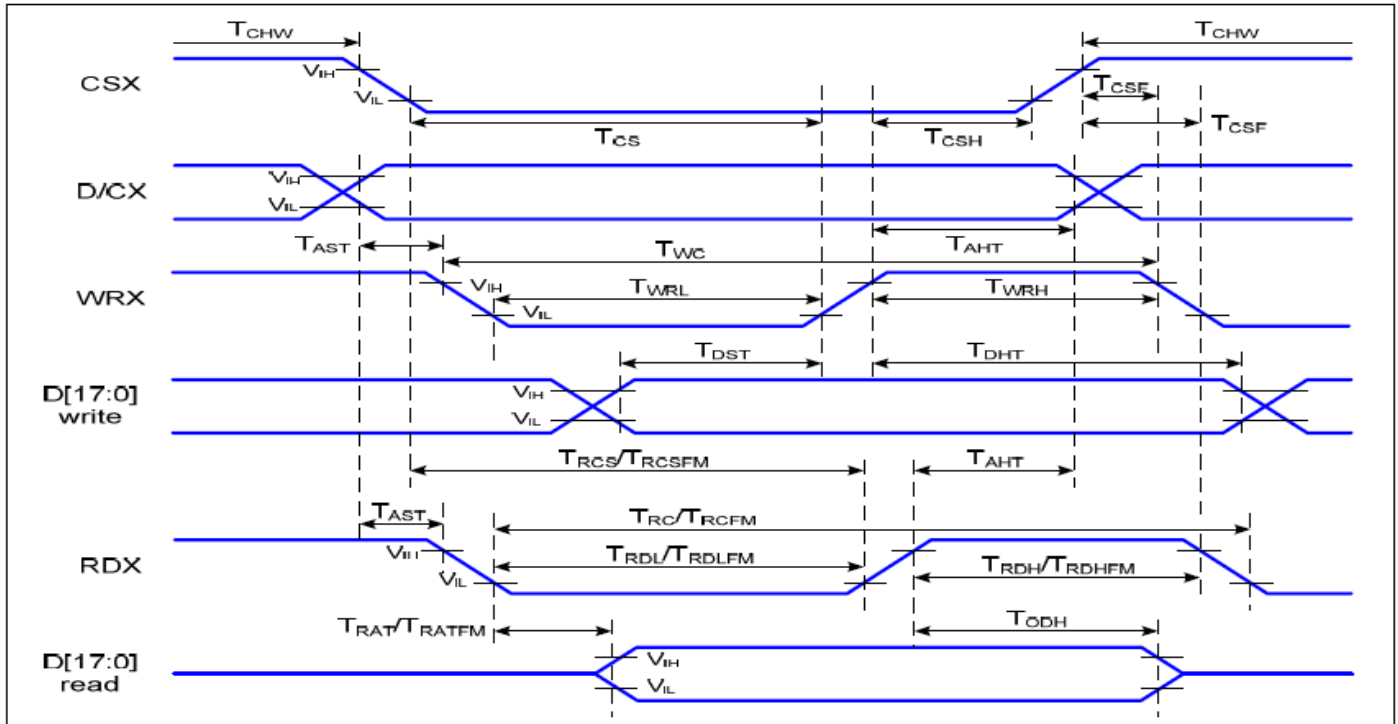 TCHW TCHW
CSX
VIH
VIL
TCSF
TCS TCSH TCSF
D/CX
VIH
VIL
TAST TWC TAHT
WRX
VIH TWRL TWRH
VIL
TDST TDHT
D[17:0]
write
VIH
VIL
TRCS/TRCSFM TAHT
TAST TRC/TRCFM
RDX
VIH TRDL/TRDLFM TRDH/TRDHFM
VIL
TRAT/TRATFM TODH
D[17:0]
read
VIH
VIL